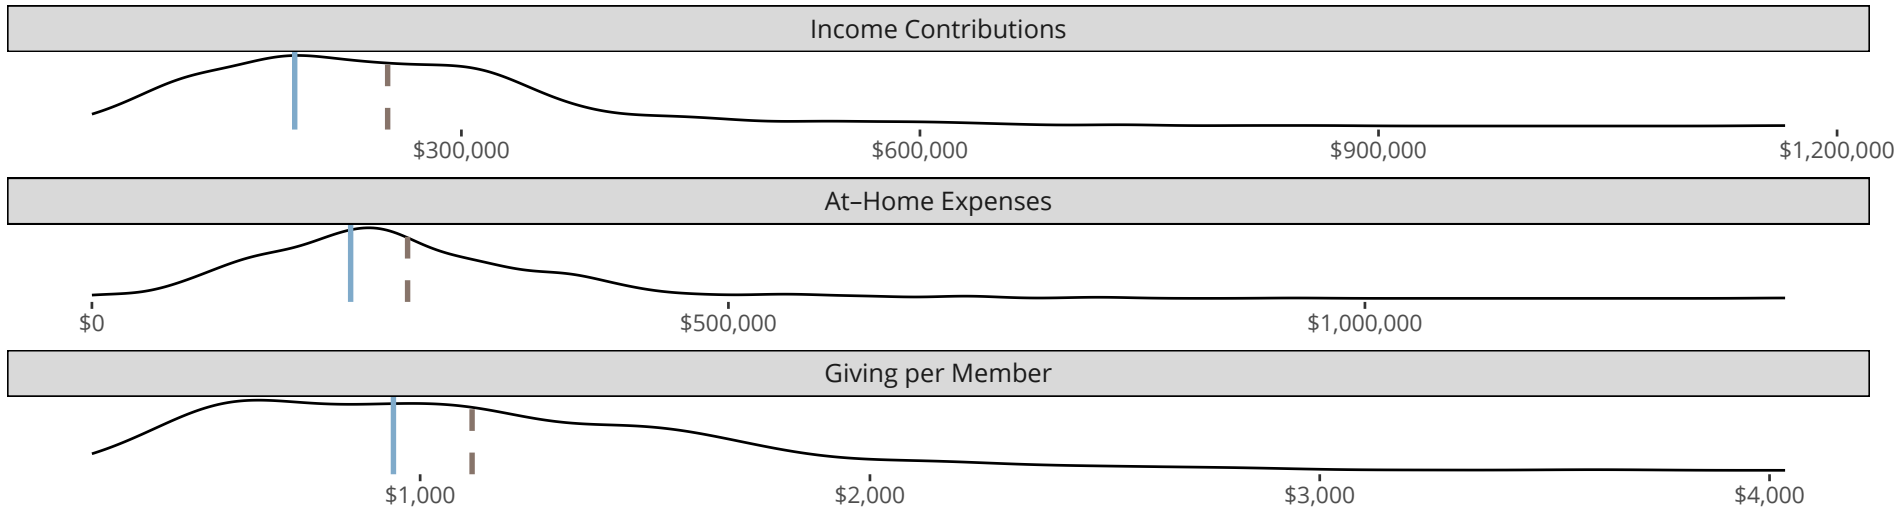 Income Contributions
$300,000 $600,000 $900,000 $1,200,000
At–Home Expenses
$0 $500,000 $1,000,000
Giving per Member
$1,000 $2,000 $3,000 $4,000